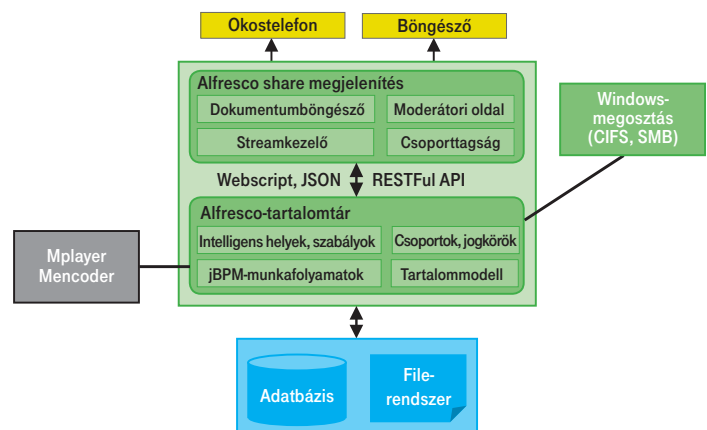 Okostelefon
Böngésző
Alfresco share megjelenítés
Dokumentumböngésző
Moderátori oldal
Streamkezelő
Csoporttagság
Windows-
megosztás
(CIFS, SMB)
Webscript, JSON
RESTFul API
Alfresco-tartalomtár
Intelligens helyek, szabályok
Csoportok, jogkörök
jBPM-munkafolyamatok
Tartalommodell
Mplayer
Mencoder
Adatbázis
File-
rendszer